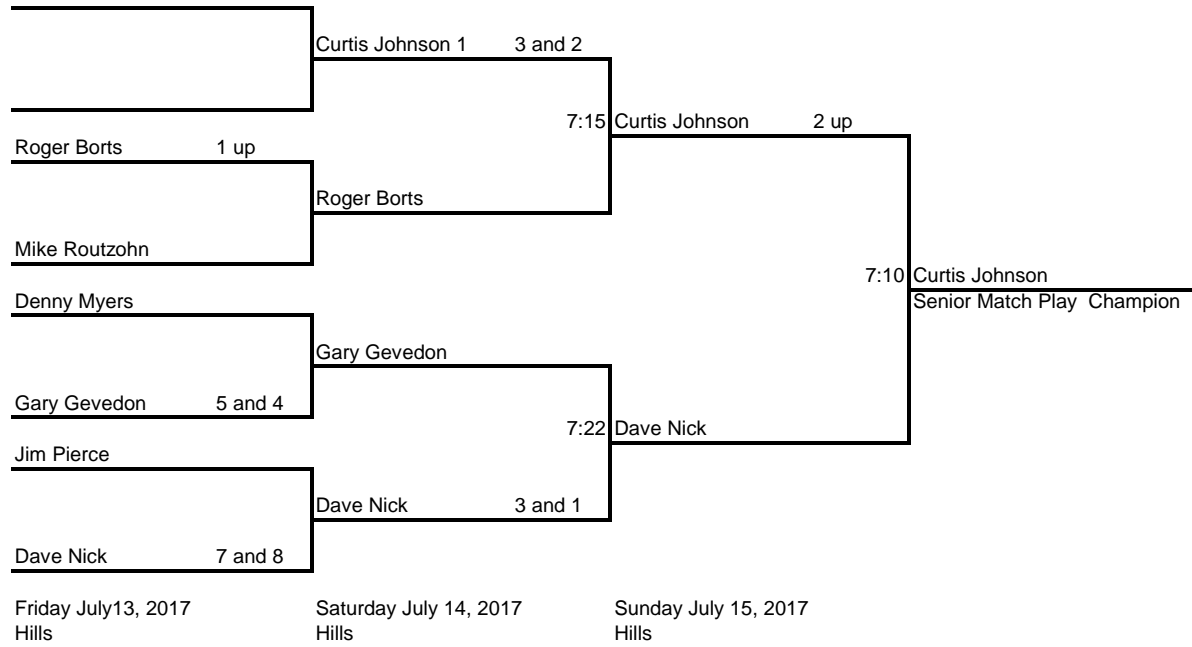 Curtis Johnson 1 3 and 2
7:15 Curtis Johnson 2 up
Roger Borts 1 up
Roger Borts
Mike Routzohn
7:10 Curtis Johnson
Denny Myers
Senior Match Play Champion
Gary Gevedon
Gary Gevedon 5 and 4
7:22 Dave Nick
Jim Pierce
Dave Nick 3 and 1
Dave Nick 7 and 8
Friday July13, 2017 Saturday July 14, 2017 Sunday July 15, 2017
Hills Hills Hills